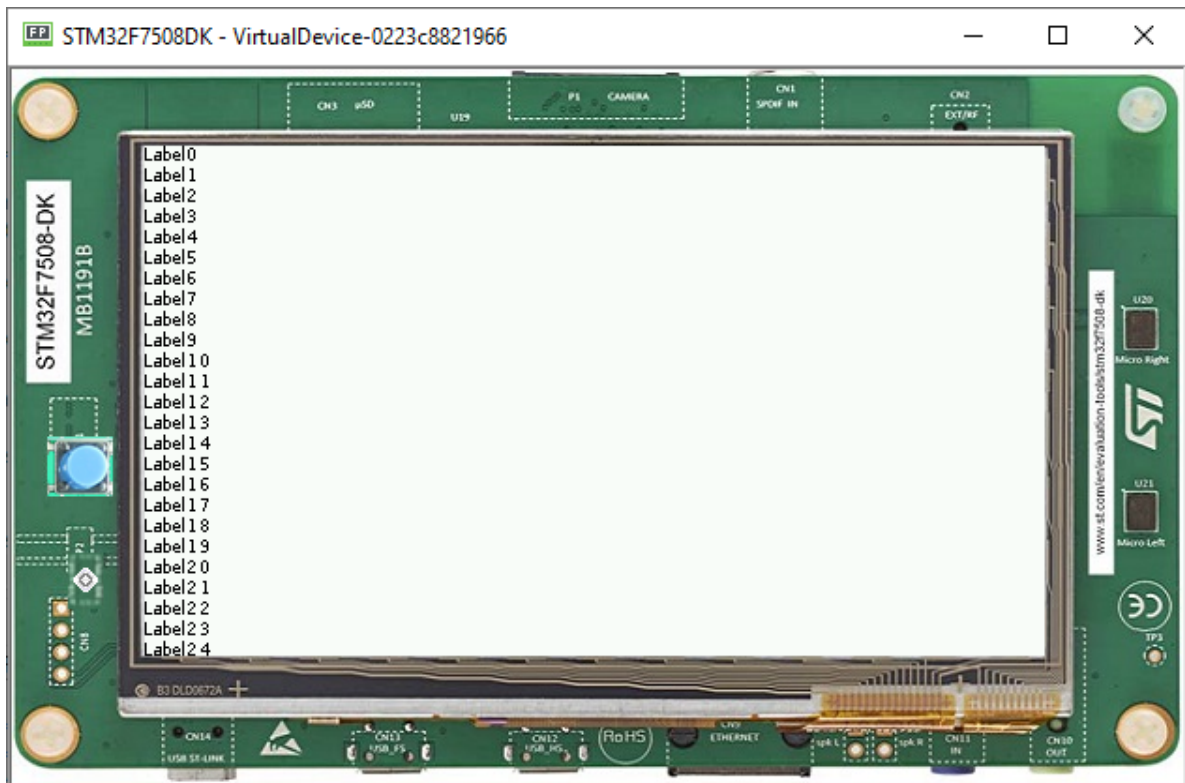 STM32F7508DK - VirtualDevice-0223c8821966
CN3 µSD
U19
P1 CAMERA
CN1
SPDIF IN
CN2
EXT/RF
STM32F7508-DK
MB1191B
Label0
Label1
Label2
Label3
Label4
Label5
Label6
Label7
Label8
Label9
Label10
Label11
Label12
Label13
Label14
Label15
Label16
Label17
Label18
Label19
Label20
Label21
Label22
Label23
Label24
www.st.com/en/evaluation-tools/stm32f7508-dk
U20
Micro Right
ST
U21
Micro Left
CE
TP3
P2
CN8
B3 DLD0672A
CN14
USB ST-LINK
CN13
USB_FS
CN12
USB_HS
RoHS
CN9
ETHERNET
spk L
spk R
CN11
IN
CN10
OUT